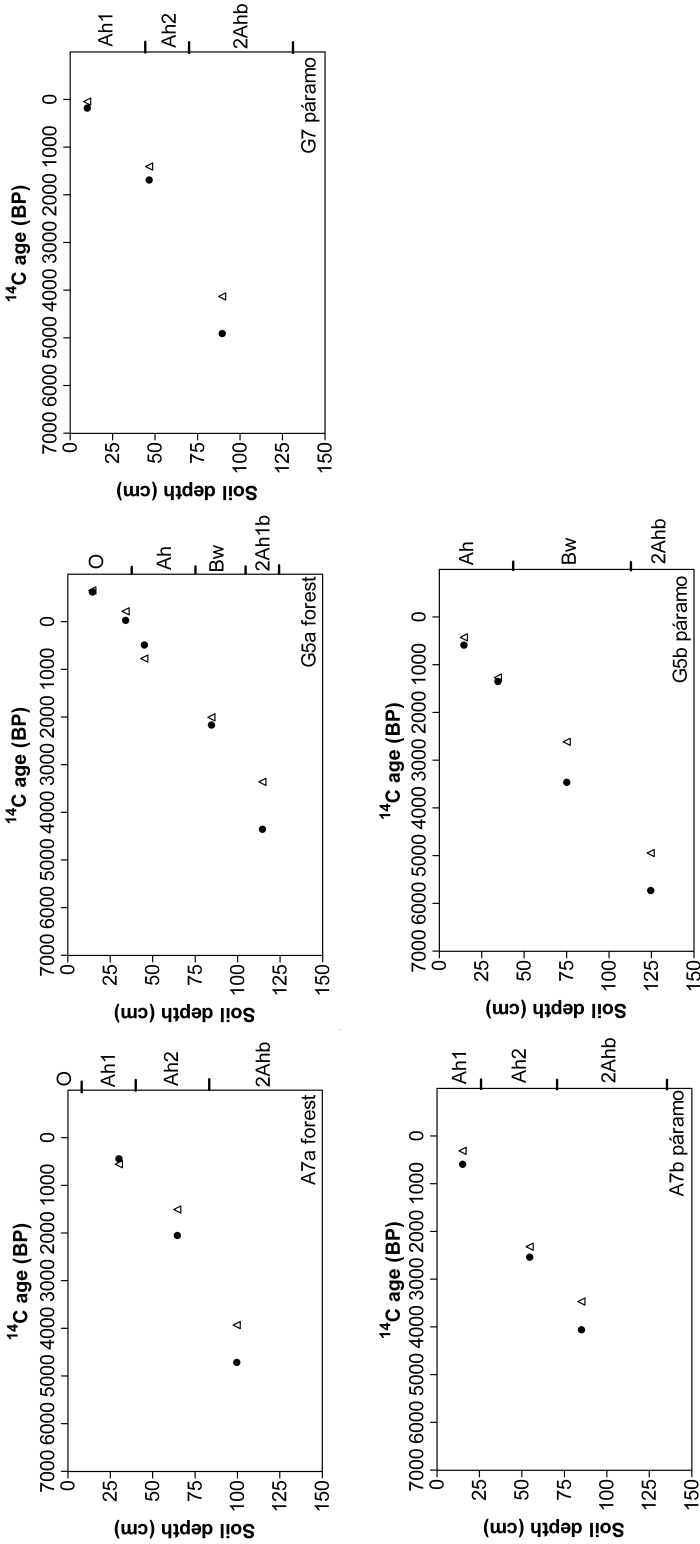 ¹⁴C age (BP)
7000 6000 5000 4000 3000 2000 1000 0
0
25
50
75
100
125
150
Soil depth (cm)
O
Ah1
Ah2
2Ahb
A7a forest
¹⁴C age (BP)
7000 6000 5000 4000 3000 2000 1000 0
0
25
50
75
100
125
150
Soil depth (cm)
O
Ah
Bw
2Ah1b
G5a forest
¹⁴C age (BP)
7000 6000 5000 4000 3000 2000 1000 0
0
25
50
75
100
125
150
Soil depth (cm)
Ah1
Ah2
2Ahb
G7 páramo
¹⁴C age (BP)
7000 6000 5000 4000 3000 2000 1000 0
0
25
50
75
100
125
150
Soil depth (cm)
Ah1
Ah2
2Ahb
A7b páramo
¹⁴C age (BP)
7000 6000 5000 4000 3000 2000 1000 0
0
25
50
75
100
125
150
Soil depth (cm)
Ah
Bw
2Ahb
G5b páramo